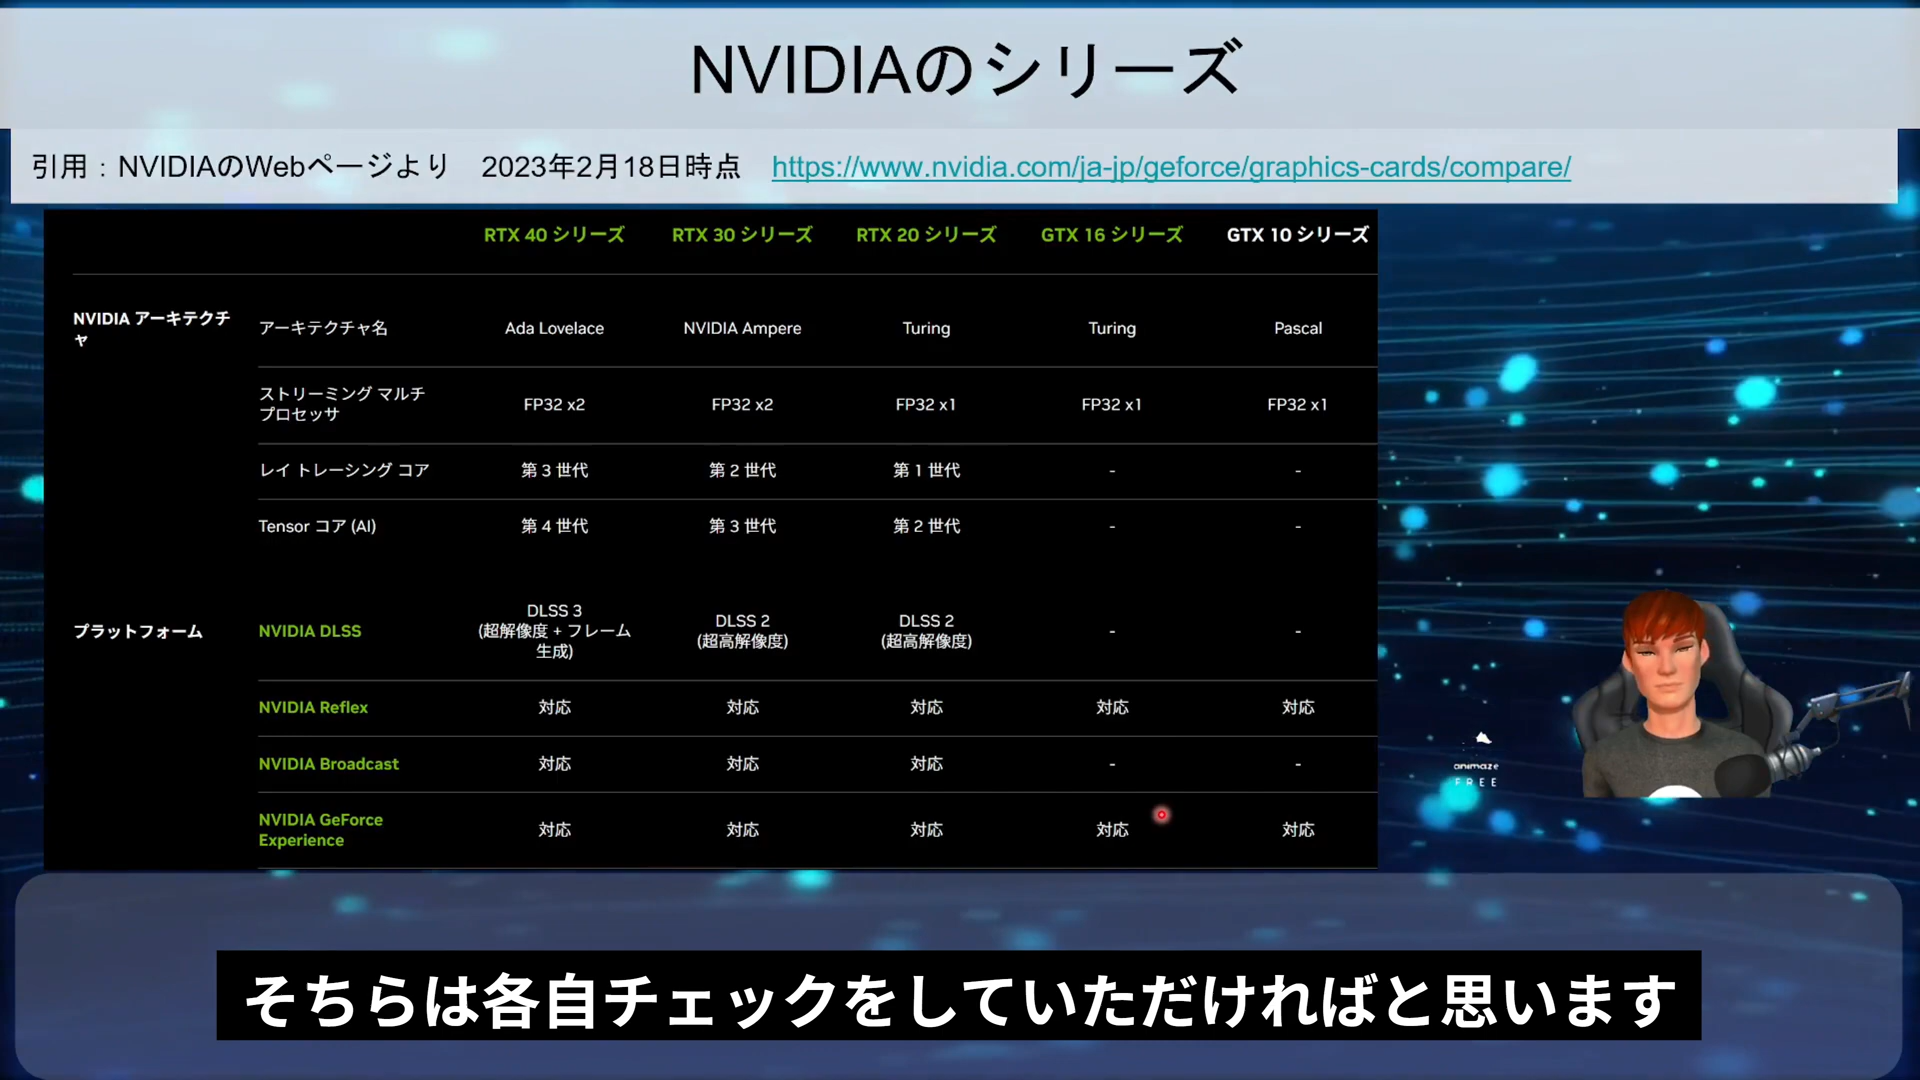 NVIDIAのシリーズ
引用：NVIDIAのWebページより　2023年2月18日時点　https://www.nvidia.com/ja-jp/geforce/graphics-cards/compare/
RTX 40 シリーズ RTX 30 シリーズ RTX 20 シリーズ GTX 16 シリーズ GTX 10 シリーズ
NVIDIA アーキテクチ
ャ
アーキテクチャ名 Ada Lovelace NVIDIA Ampere Turing Turing Pascal
ストリーミング マルチ
プロセッサ
FP32 x2 FP32 x2 FP32 x1 FP32 x1 FP32 x1
レイ トレーシング コア 第 3 世代 第 2 世代 第 1 世代 - -
Tensor コア (AI) 第 4 世代 第 3 世代 第 2 世代 - -
プラットフォーム
NVIDIA DLSS
DLSS 3
(超解像度 + フレーム
生成)
DLSS 2
(超高解像度)
DLSS 2
(超高解像度)
- -
NVIDIA Reflex 対応 対応 対応 対応 対応
NVIDIA Broadcast 対応 対応 対応 - -
NVIDIA GeForce
Experience
対応 対応 対応 対応 対応
animaze
FREE
そちらは各自チェックをしていただければと思います